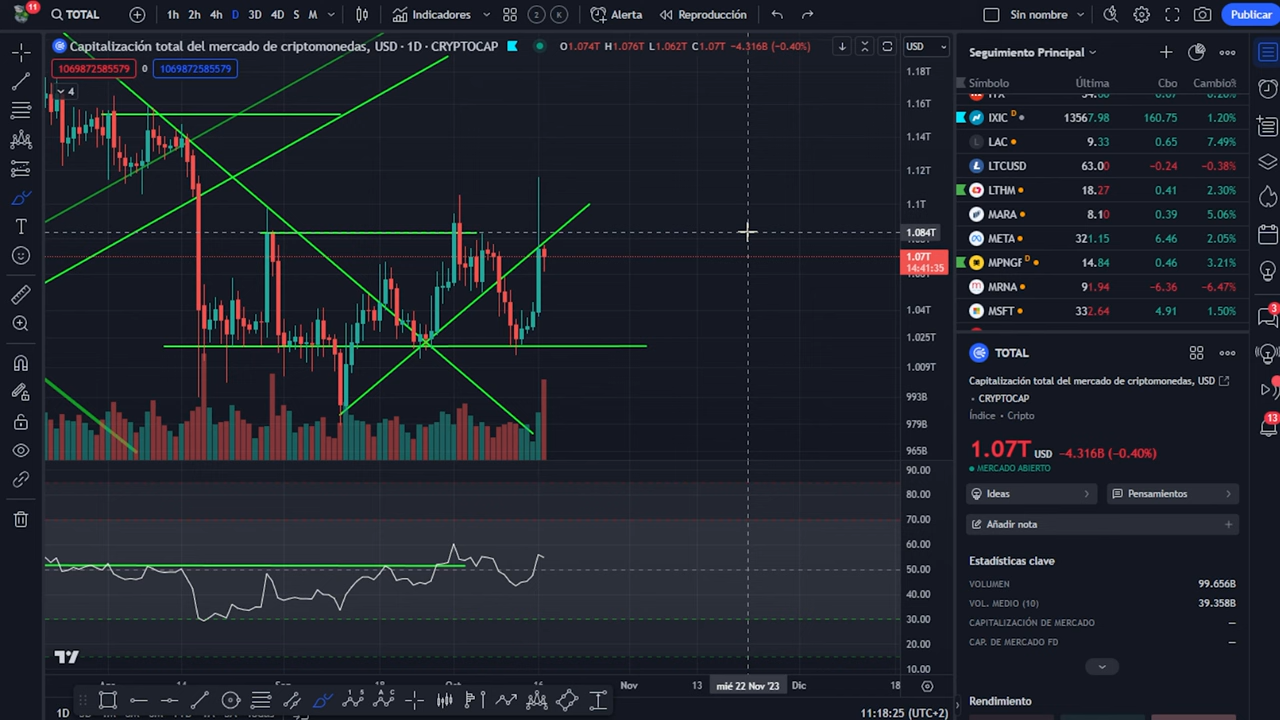 11
TOTAL
1h 2h 4h D 3D 4D S M
Indicadores
2 K
Alerta
Reproducción
Sin nombre
Publicar
Capitalización total del mercado de criptomonedas, USD · 1D · CRYPTOCAP
O1.074T H1.076T L1.062T C1.07T -4.316B (-0.40%)
USD
1069872585579 0 1069872585579
4
1.18T
1.16T
1.14T
1.12T
1.1T
1.084T
1.07T
14:41:35
1.04T
1.025T
1.009T
993B
979B
965B
90.00
80.00
70.00
60.00
50.00
40.00
30.00
20.00
10.00
18 Oct 16 Nov 13 mié 22 Nov '23 Dic 18
1D
11:18:25 (UTC+2)
Seguimiento Principal
Símbolo Última Cbo Cambio%
IXIC D 13567.98 160.75 1.20%
LAC 9.33 0.65 7.49%
LTCUSD 63.00 -0.24 -0.38%
LTHM 18.27 0.41 2.30%
MARA 8.10 0.39 5.06%
META 321.15 6.46 2.05%
MPNGF D 14.84 0.46 3.21%
MRNA 91.94 -6.36 -6.47%
MSFT 332.64 4.91 1.50%
TOTAL
Capitalización total del mercado de criptomonedas, USD
• CRYPTOCAP
Índice • Cripto
1.07T USD -4.316B (-0.40%)
MERCADO ABIERTO
Ideas
Pensamientos
Añadir nota
Estadísticas clave
VOLUMEN 99.656B
VOL. MEDIO (10) 39.358B
CAPITALIZACIÓN DE MERCADO —
CAP. DE MERCADO FD —
Rendimiento
3
13